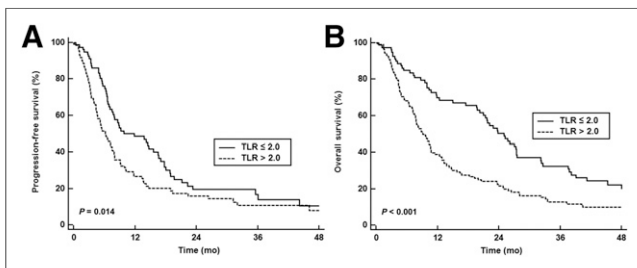 A
100
80
60
40
20
0
Progression-free survival (%)
TLR ≤ 2.0
TLR > 2.0
P = 0.014
0 12 24 36 48
Time (mo)
B
100
80
60
40
20
0
Overall survival (%)
TLR ≤ 2.0
TLR > 2.0
P < 0.001
0 12 24 36 48
Time (mo)